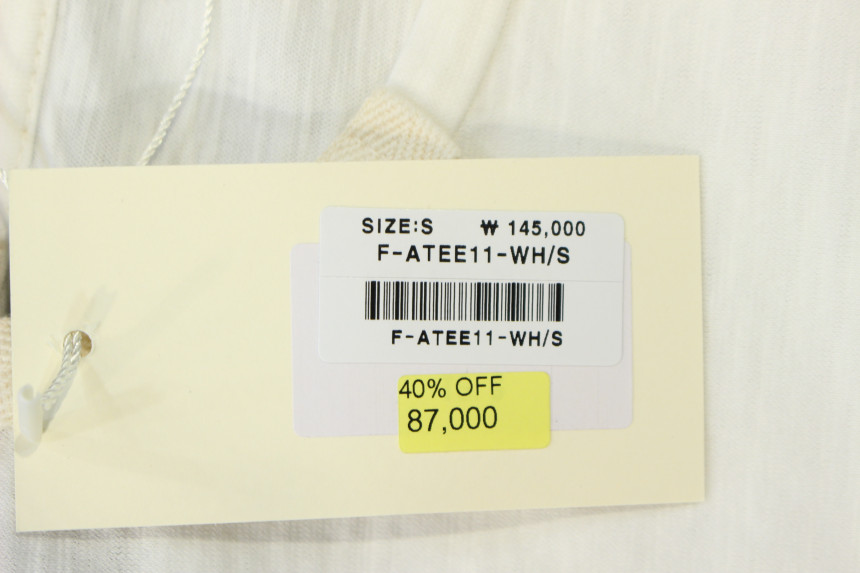 SIZE:S ₩ 145,000
F-ATEE11-WH/S
F-ATEE11-WH/S
40% OFF
87,000